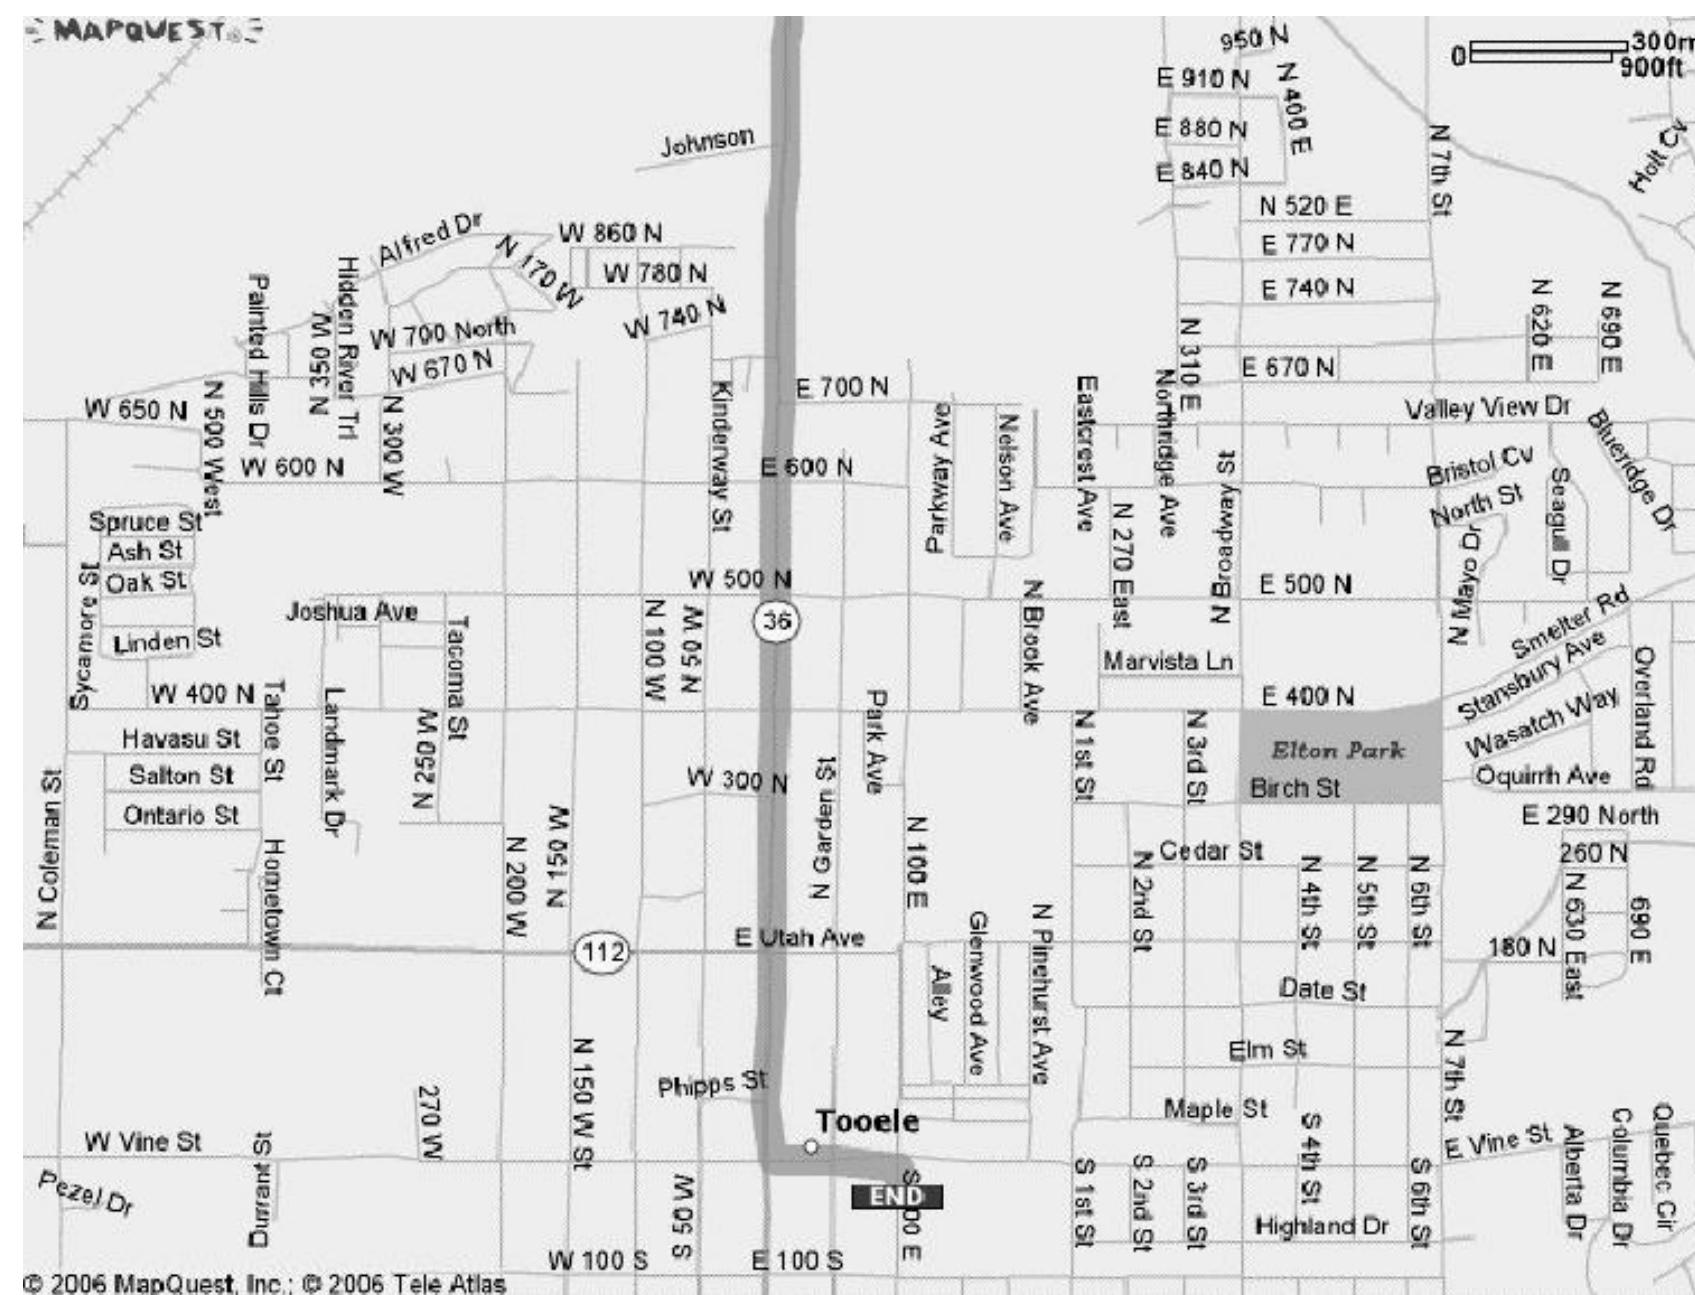 MAPQUEST
950 N
0 300m
900ft
E 910 N
N 400 E
E 880 N
E 840 N
N 7th St
Holt Ct
Johnson
N 520 E
E 770 N
E 740 N
Alfred Dr
N 170 W
W 860 N
W 780 N
W 740 N
Painted Hills Dr
Hidden River Trl
N 350 W
W 700 North
W 670 N
N 310 E
N 620 E
N 690 E
E 670 N
W 650 N
N 500 West
N 300 W
Kinderway St
E 700 N
Parkway Ave
Nelson Ave
Eastcrest Ave
Northridge Ave
Valley View Dr
Blueridge Dr
W 600 N
E 600 N
N Broadway St
Bristol Cv
North St
Seagull Dr
N 270 East
Spruce St
Ash St
Oak St
Linden St
Sycamore St
W 500 N
E 500 N
N Brook Ave
N Mayo Dr
Smelter Rd
Stansbury Ave
Joshua Ave
Tacoma St
N 100 W
N 50 W
36
Marvista Ln
Overland Rd
W 400 N
E 400 N
Tahoe St
Landmark Dr
N 250 W
Park Ave
N 1st St
N 3rd St
Elton Park
Wasatch Way
Havasu St
Salton St
Ontario St
W 300 N
N Garden St
Birch St
Oquirrh Ave
N Coleman St
Hometown Ct
N 200 W
N 150 W
N 100 E
E 290 North
260 N
Cedar St
N 2nd St
N 4th St
N 5th St
N 6th St
N 630 East
690 E
112
E Utah Ave
Alley
Glenwood Ave
N Pinehurst Ave
180 N
Date St
Elm St
N 7th St
N 150 W St
Phipps St
270 W
Tooele
Maple St
W Vine St
E Vine St
Durrant St
Pezel Dr
END
S 100 E
S 50 W
S 1st St
S 2nd St
S 3rd St
S 4th St
S 6th St
Highland Dr
Alberta Dr
Columbia Dr
Quebec Cir
W 100 S
E 100 S
© 2006 MapQuest, Inc.; © 2006 Tele Atlas